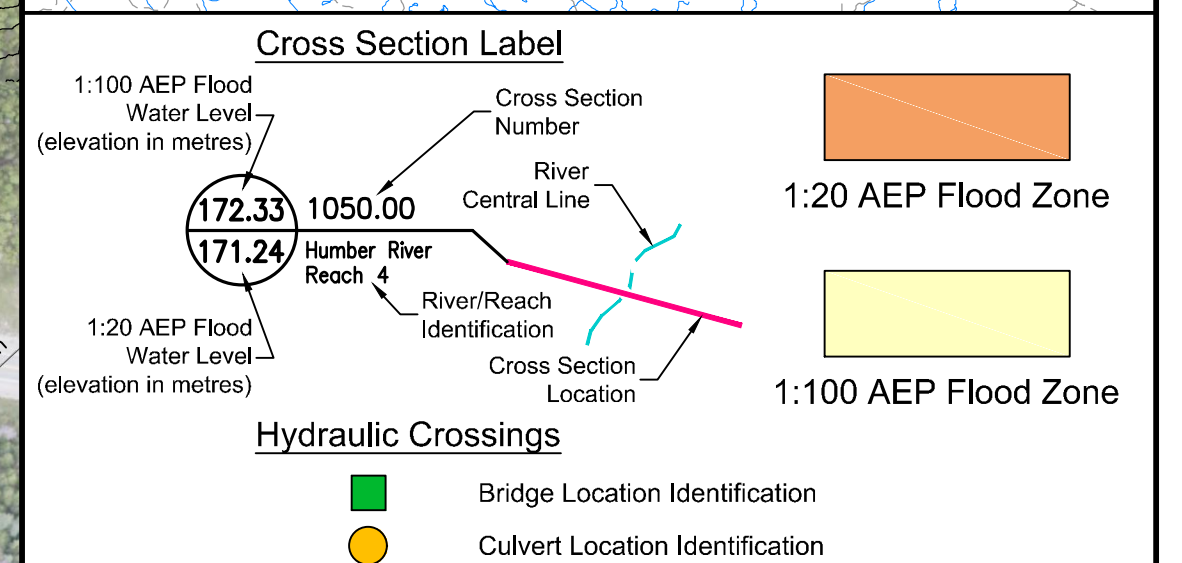 Cross Section Label
1:100 AEP Flood
Water Level
(elevation in metres)
Cross Section
Number
River
Central Line
172.33
1050.00
171.24
Humber River
Reach 4
River/Reach
Identification
1:20 AEP Flood
Water Level
(elevation in metres)
Cross Section
Location
1:20 AEP Flood Zone
1:100 AEP Flood Zone
Hydraulic Crossings
Bridge Location Identification
Culvert Location Identification